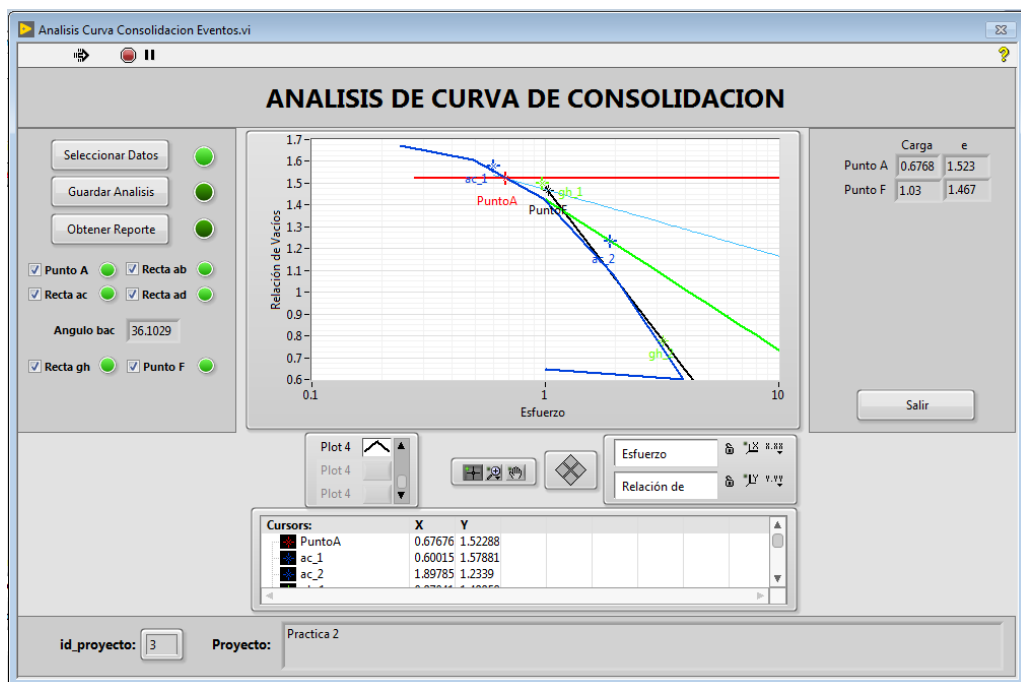 Analisis Curva Consolidacion Eventos.vi
ANALISIS DE CURVA DE CONSOLIDACION
Seleccionar Datos
Guardar Analisis
Obtener Reporte
Punto A
Recta ab
Recta ac
Recta ad
Angulo bac
36.1029
Recta gh
Punto F
Relación de Vacíos
1.7
1.6
1.5
1.4
1.3
1.2
1.1
1
0.9
0.8
0.7
0.6
ac_1
PuntoA
gh_1
PuntoF
ac_2
0.1
1
10
Esfuerzo
Carga e
Punto A 0.6768 1.523
Punto F 1.03 1.467
Salir
Plot 4
Plot 4
Plot 4
Esfuerzo
Relación de
Cursors: X Y
PuntoA 0.67676 1.52288
ac_1 0.60015 1.57881
ac_2 1.89785 1.2339
id_proyecto: 3
Proyecto: Practica 2